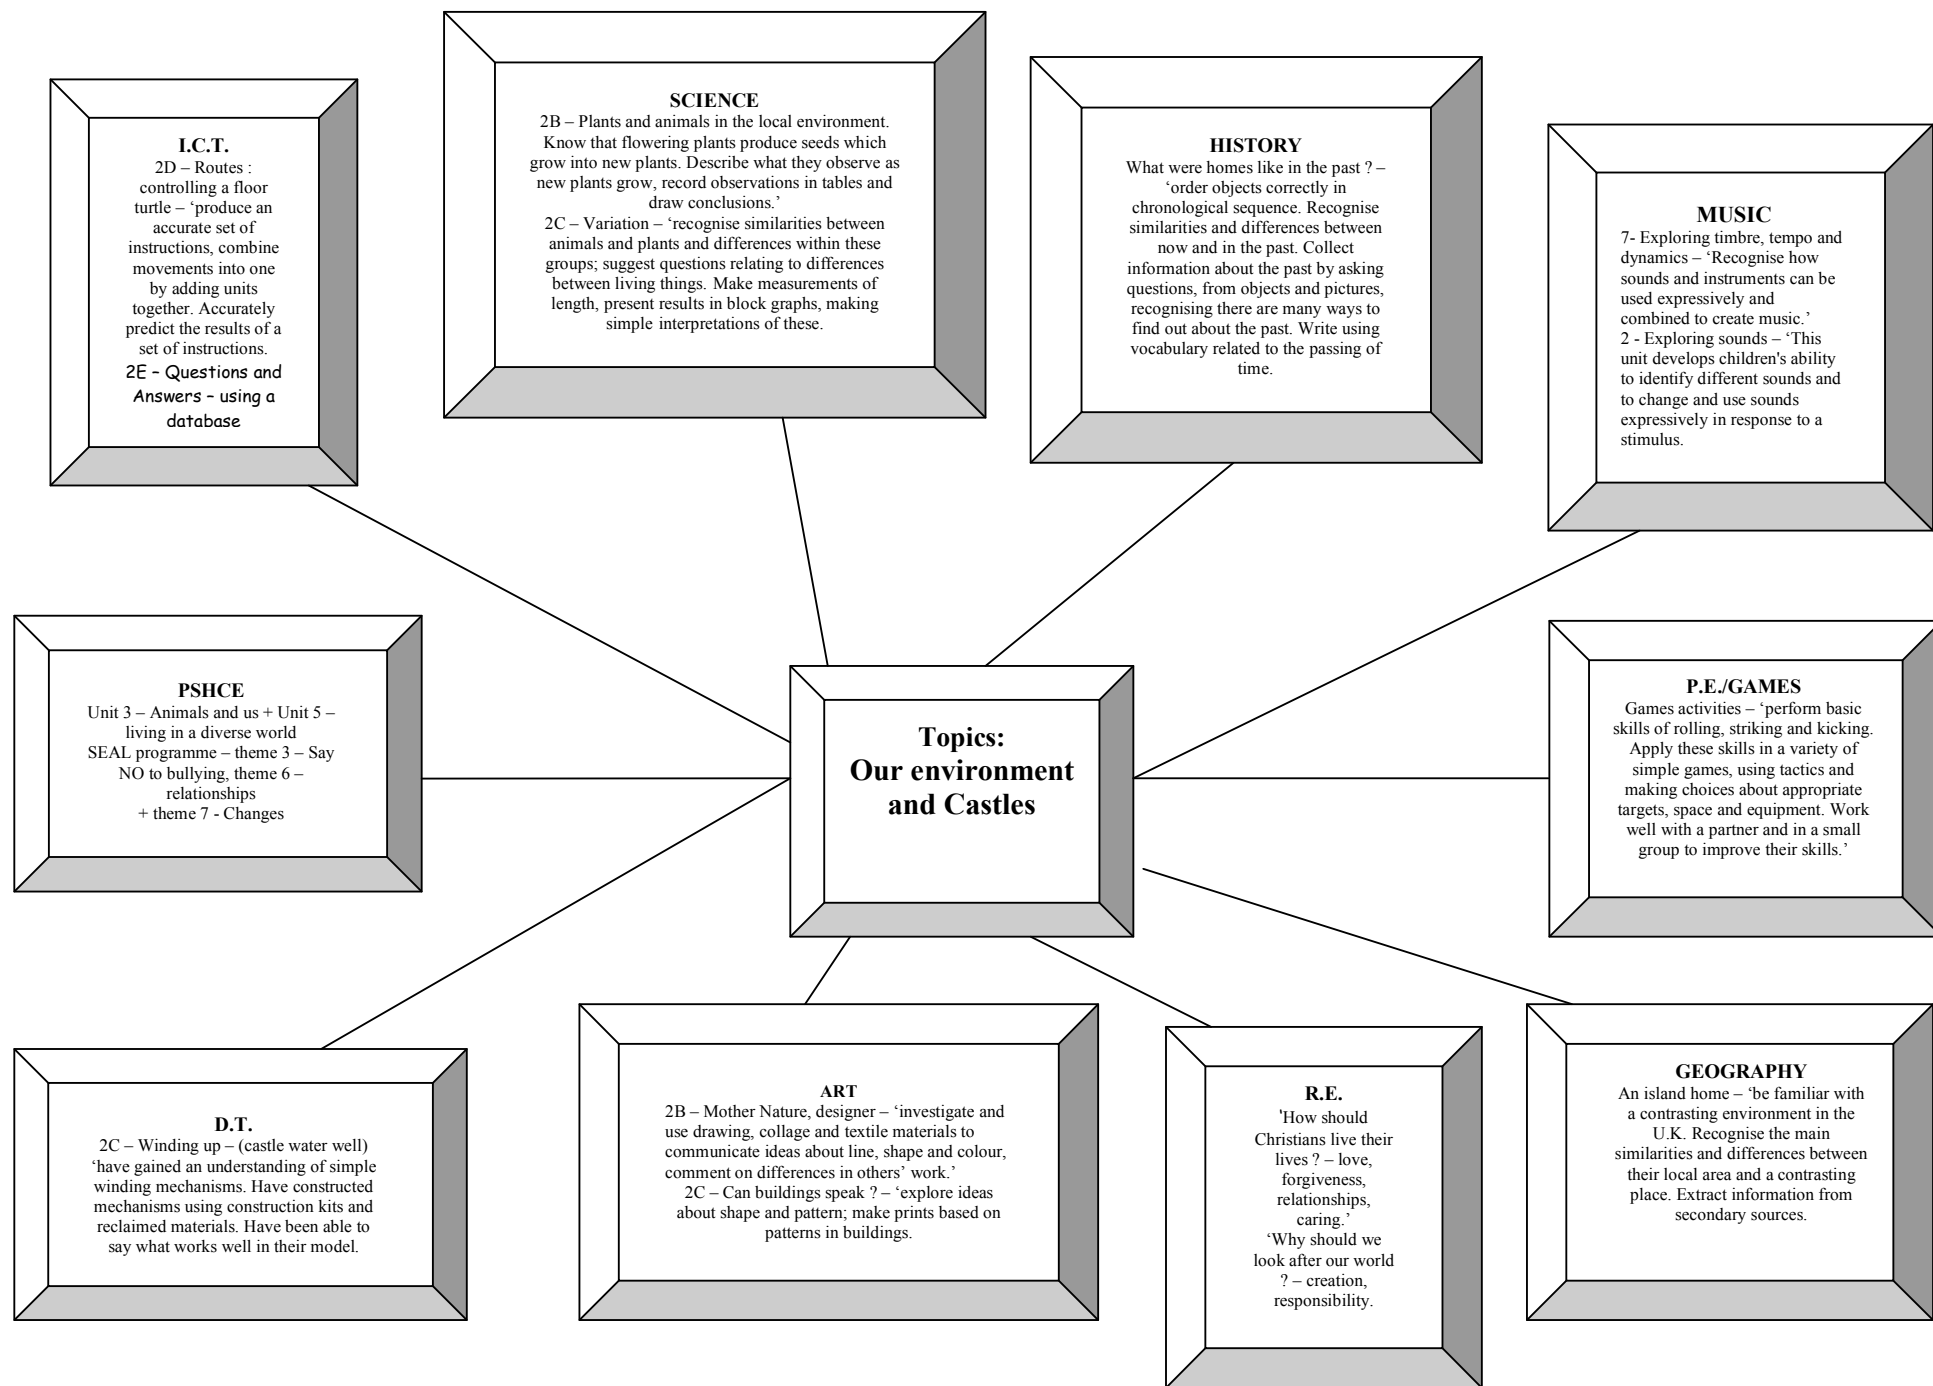 I.C.T.
2D – Routes :
controlling a floor
turtle – ‘produce an
accurate set of
instructions, combine
movements into one
by adding units
together. Accurately
predict the results of a
set of instructions.
2E – Questions and
Answers – using a
database
SCIENCE
2B – Plants and animals in the local environment.
Know that flowering plants produce seeds which
grow into new plants. Describe what they observe as
new plants grow, record observations in tables and
draw conclusions.’
2C – Variation – ‘recognise similarities between
animals and plants and differences within these
groups; suggest questions relating to differences
between living things. Make measurements of
length, present results in block graphs, making
simple interpretations of these.
HISTORY
What were homes like in the past ? –
‘order objects correctly in
chronological sequence. Recognise
similarities and differences between
now and in the past. Collect
information about the past by asking
questions, from objects and pictures,
recognising there are many ways to
find out about the past. Write using
vocabulary related to the passing of
time.
MUSIC
7- Exploring timbre, tempo and
dynamics – ‘Recognise how
sounds and instruments can be
used expressively and
combined to create music.’
2 - Exploring sounds – ‘This
unit develops children's ability
to identify different sounds and
to change and use sounds
expressively in response to a
stimulus.
PSHCE
Unit 3 – Animals and us + Unit 5 –
living in a diverse world
SEAL programme – theme 3 – Say
NO to bullying, theme 6 –
relationships
+ theme 7 - Changes
Topics:
Our environment
and Castles
P.E./GAMES
Games activities – ‘perform basic
skills of rolling, striking and kicking.
Apply these skills in a variety of
simple games, using tactics and
making choices about appropriate
targets, space and equipment. Work
well with a partner and in a small
group to improve their skills.’
D.T.
2C – Winding up – (castle water well)
‘have gained an understanding of simple
winding mechanisms. Have constructed
mechanisms using construction kits and
reclaimed materials. Have been able to
say what works well in their model.
ART
2B – Mother Nature, designer – ‘investigate and
use drawing, collage and textile materials to
communicate ideas about line, shape and colour,
comment on differences in others’ work.’
2C – Can buildings speak ? – ‘explore ideas
about shape and pattern; make prints based on
patterns in buildings.
R.E.
'How should
Christians live their
lives ? – love,
forgiveness,
relationships,
caring.’
‘Why should we
look after our world
? – creation,
responsibility.
GEOGRAPHY
An island home – ‘be familiar with
a contrasting environment in the
U.K. Recognise the main
similarities and differences between
their local area and a contrasting
place. Extract information from
secondary sources.